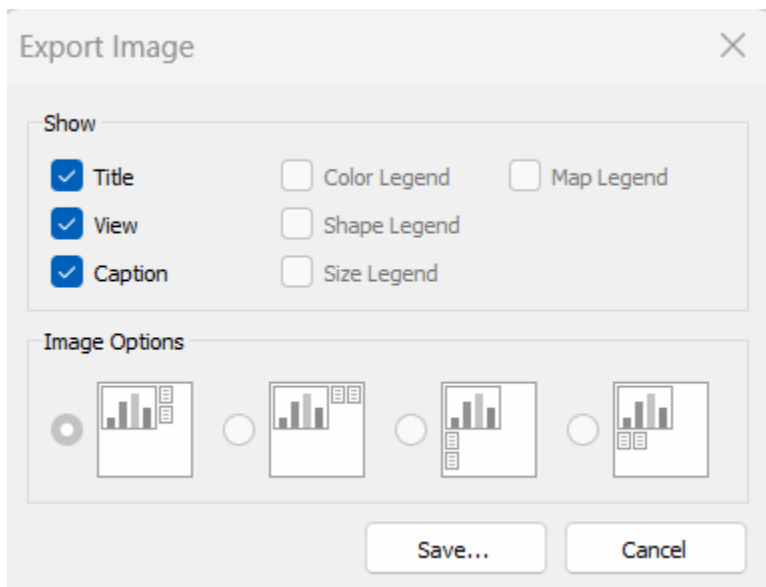 Export Image
Show
Title
Color Legend
Map Legend
View
Shape Legend
Caption
Size Legend
Image Options
Save...
Cancel